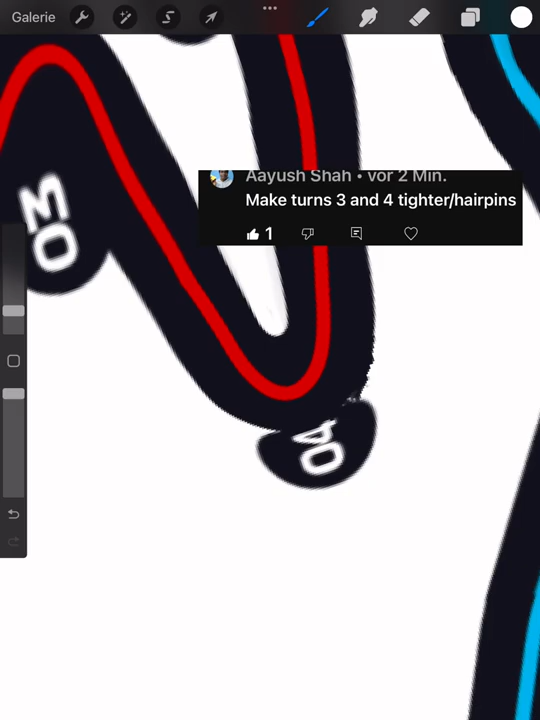 Galerie
Aayush Shah • vor 2 Min.
Make turns 3 and 4 tighter/hairpins
1
03
04